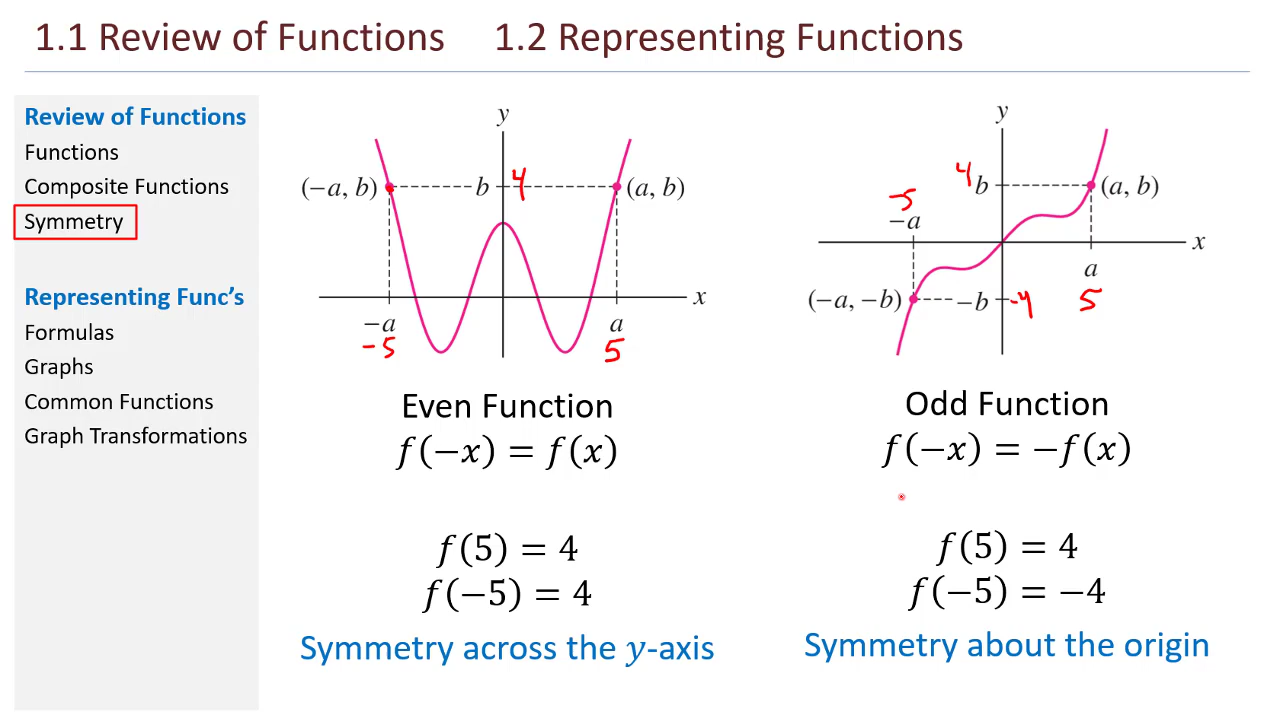 1.1 Review of Functions 1.2 Representing Functions
Review of Functions
Functions
Composite Functions
Symmetry
Representing Func's
Formulas
Graphs
Common Functions
Graph Transformations
y
(−a, b) b 4 (a, b)
x
−a a
-5 5
Even Function
f(−x) = f(x)
f(5) = 4
f(−5) = 4
Symmetry across the y-axis
y
4 b (a, b)
-5
−a
x
a
(−a, −b) −b -4 5
Odd Function
f(−x) = −f(x)
f(5) = 4
f(−5) = −4
Symmetry about the origin